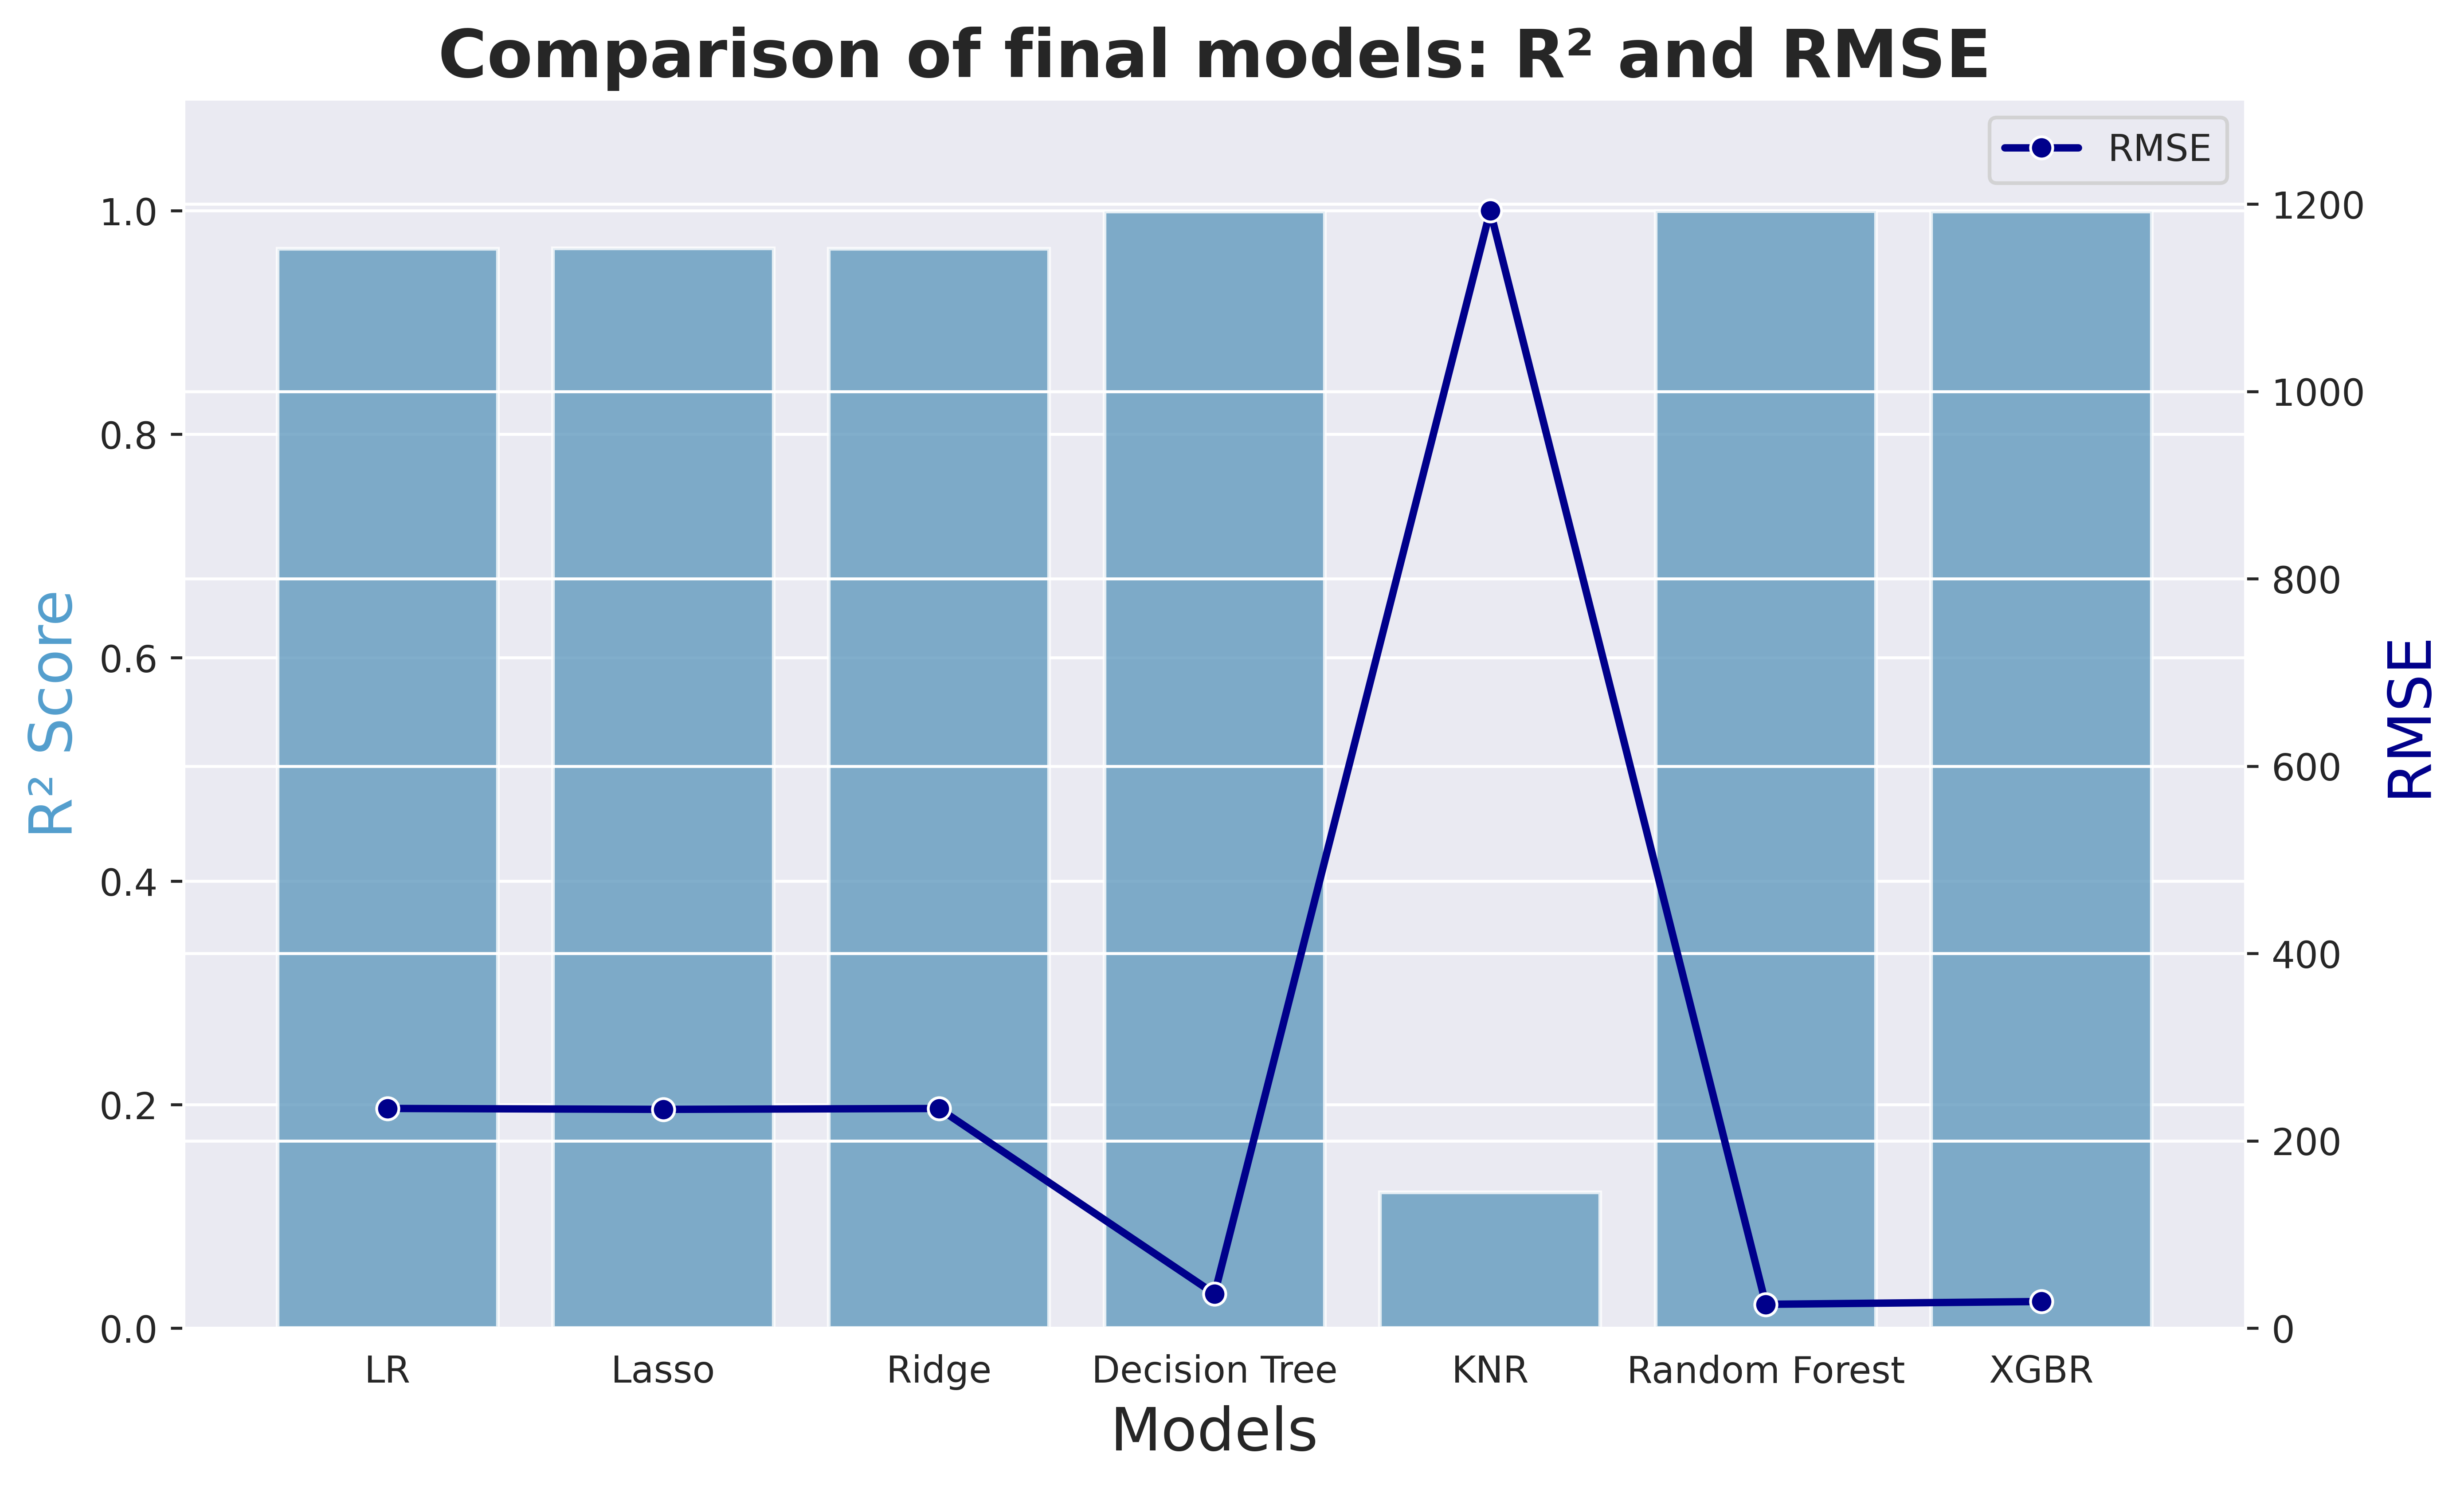 Comparison of final models: R² and RMSE
RMSE
1.0
0.8
0.6
0.4
0.2
0.0
R² Score
1200
1000
800
600
400
200
0
RMSE
LR Lasso Ridge Decision Tree KNR Random Forest XGBR
Models